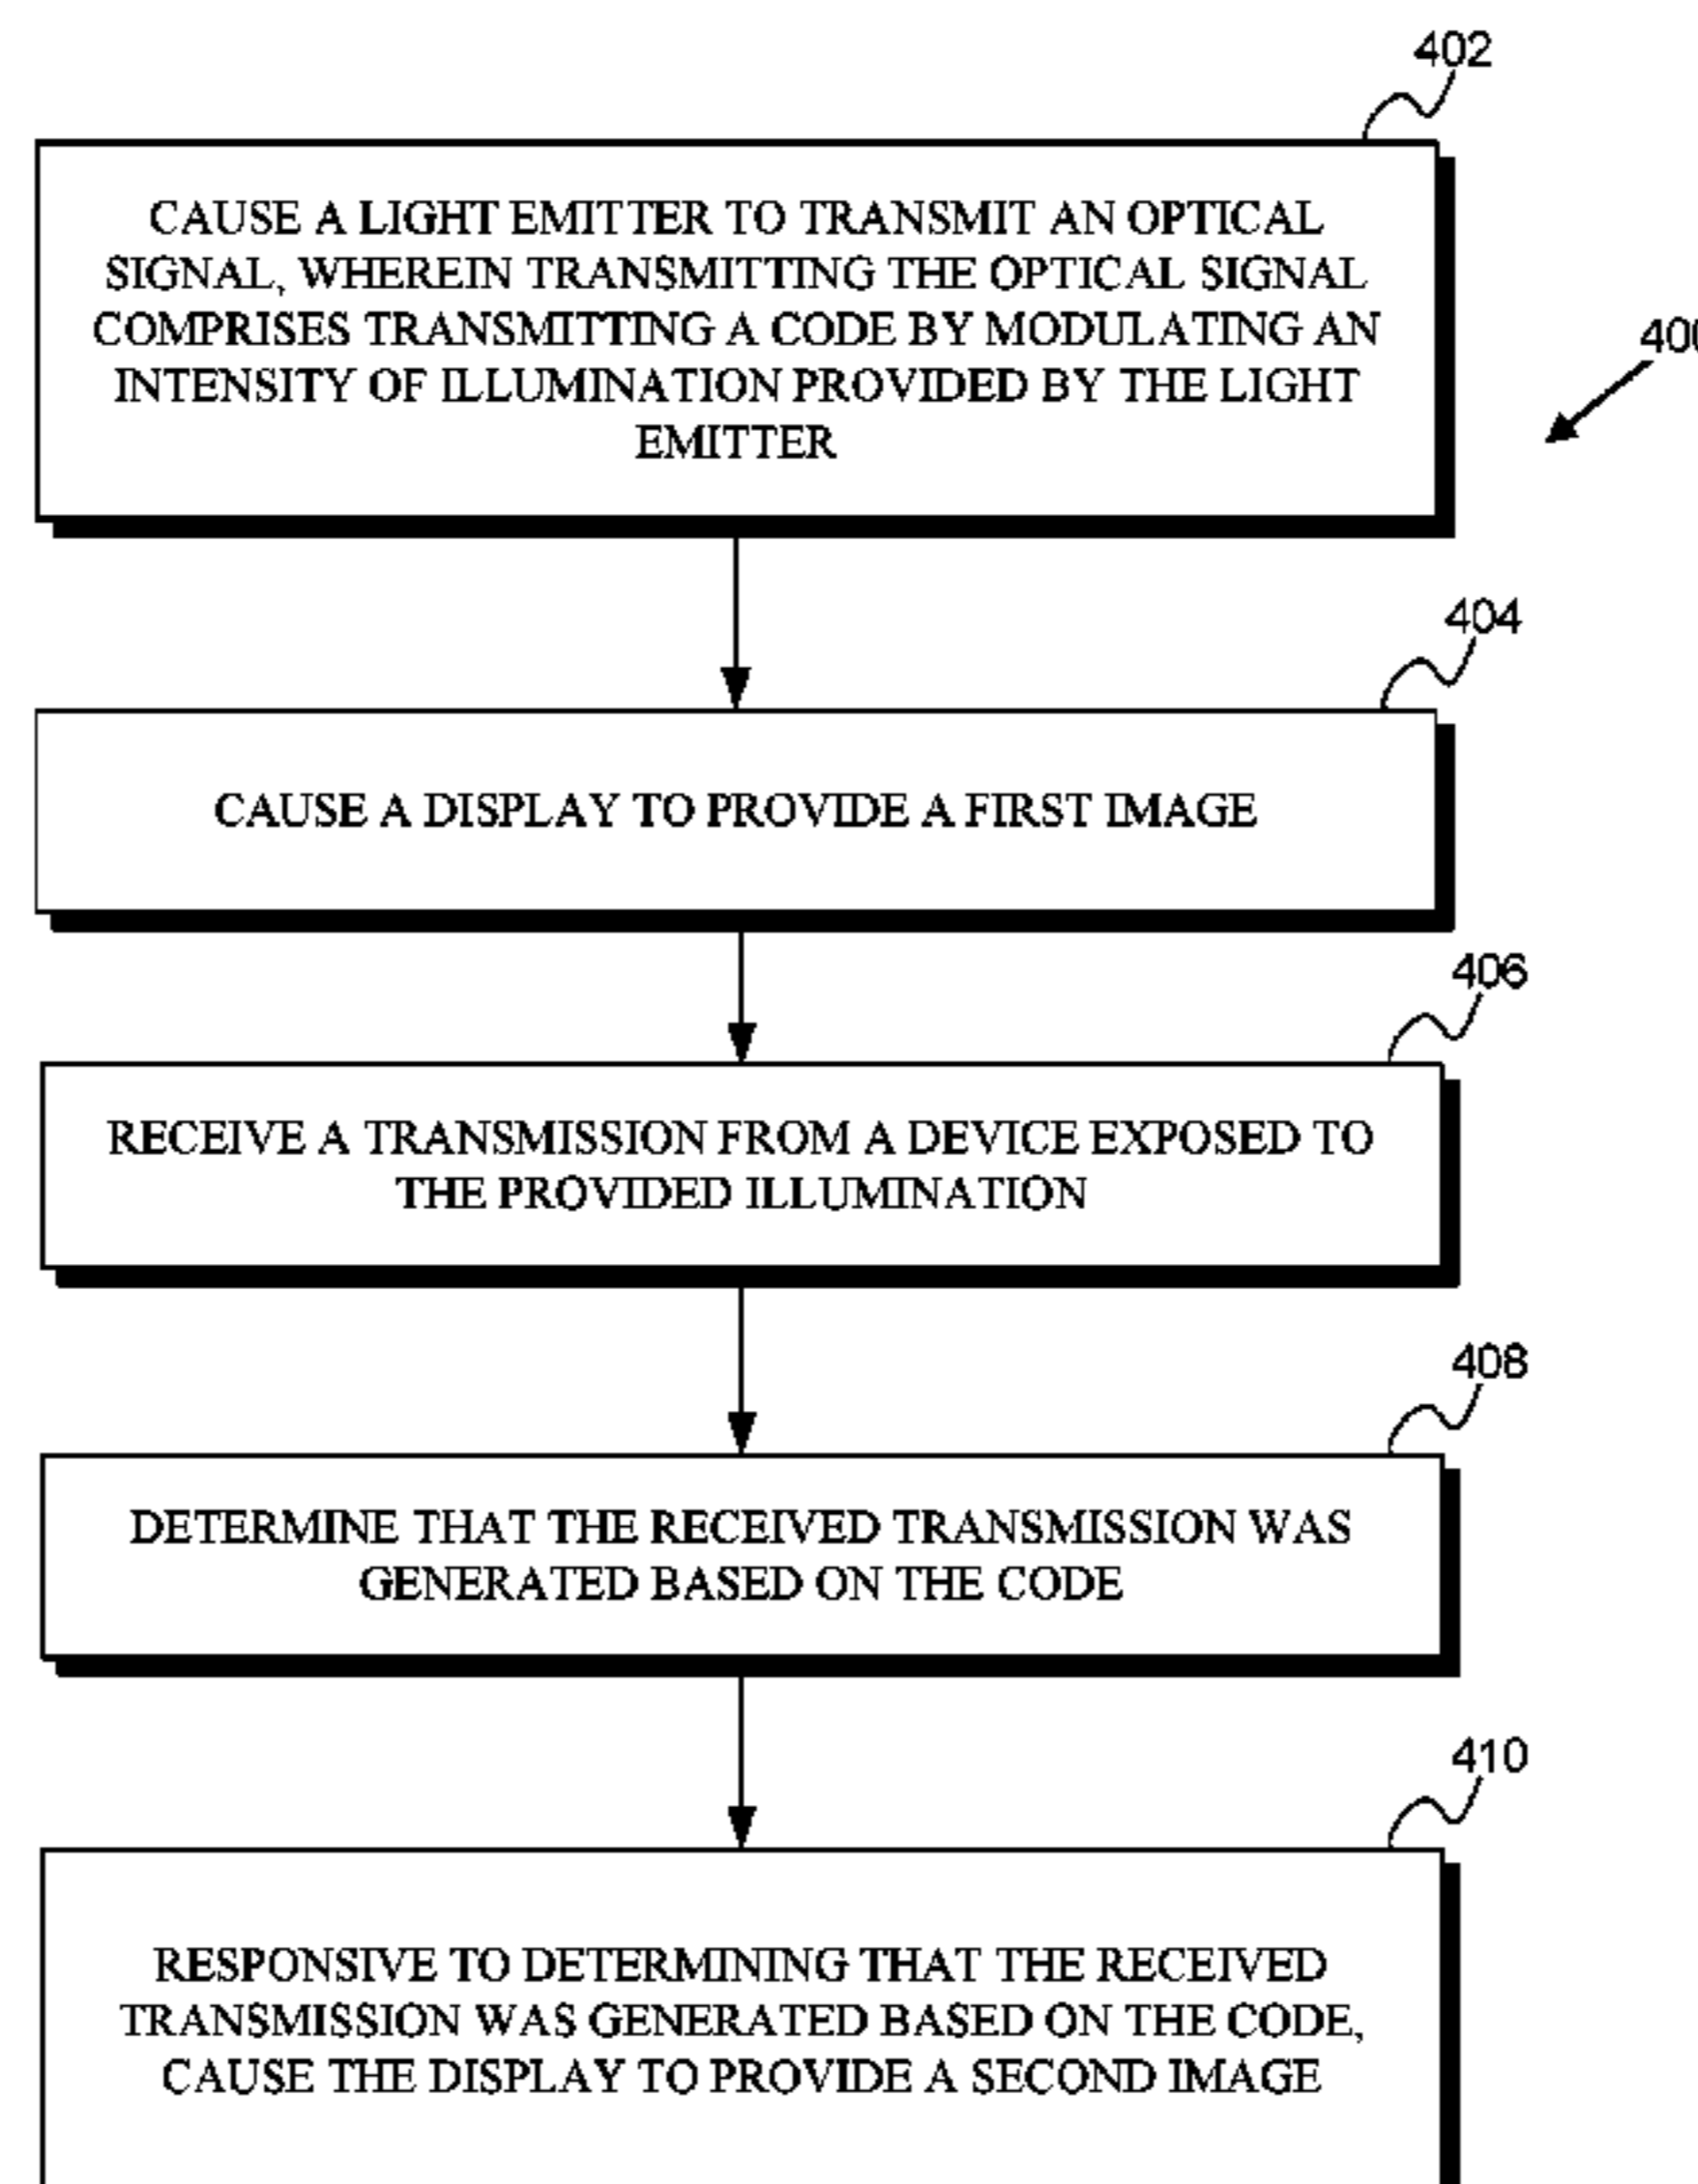 402
CAUSE A LIGHT EMITTER TO TRANSMIT AN OPTICAL
SIGNAL, WHEREIN TRANSMITTING THE OPTICAL SIGNAL
COMPRISES TRANSMITTING A CODE BY MODULATING AN
INTENSITY OF ILLUMINATION PROVIDED BY THE LIGHT
EMITTER
400
404
CAUSE A DISPLAY TO PROVIDE A FIRST IMAGE
406
RECEIVE A TRANSMISSION FROM A DEVICE EXPOSED TO
THE PROVIDED ILLUMINATION
408
DETERMINE THAT THE RECEIVED TRANSMISSION WAS
GENERATED BASED ON THE CODE
410
RESPONSIVE TO DETERMINING THAT THE RECEIVED
TRANSMISSION WAS GENERATED BASED ON THE CODE,
CAUSE THE DISPLAY TO PROVIDE A SECOND IMAGE